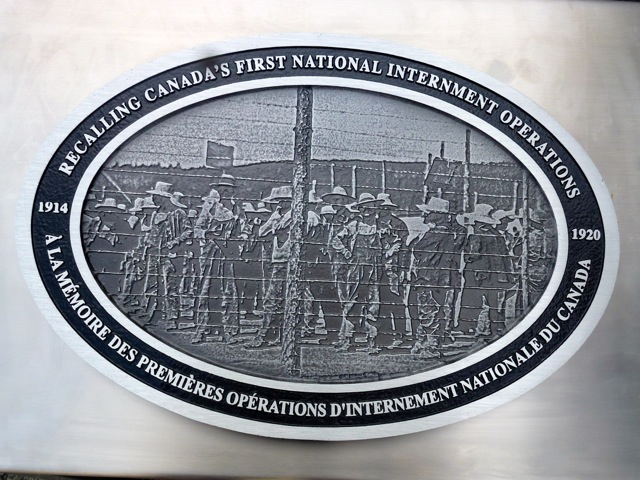 RECALLING CANADA'S FIRST NATIONAL INTERNMENT OPERATIONS
1914
1920
À LA MÉMOIRE DES PREMIÈRES OPÉRATIONS D'INTERNEMENT NATIONALE DU CANADA